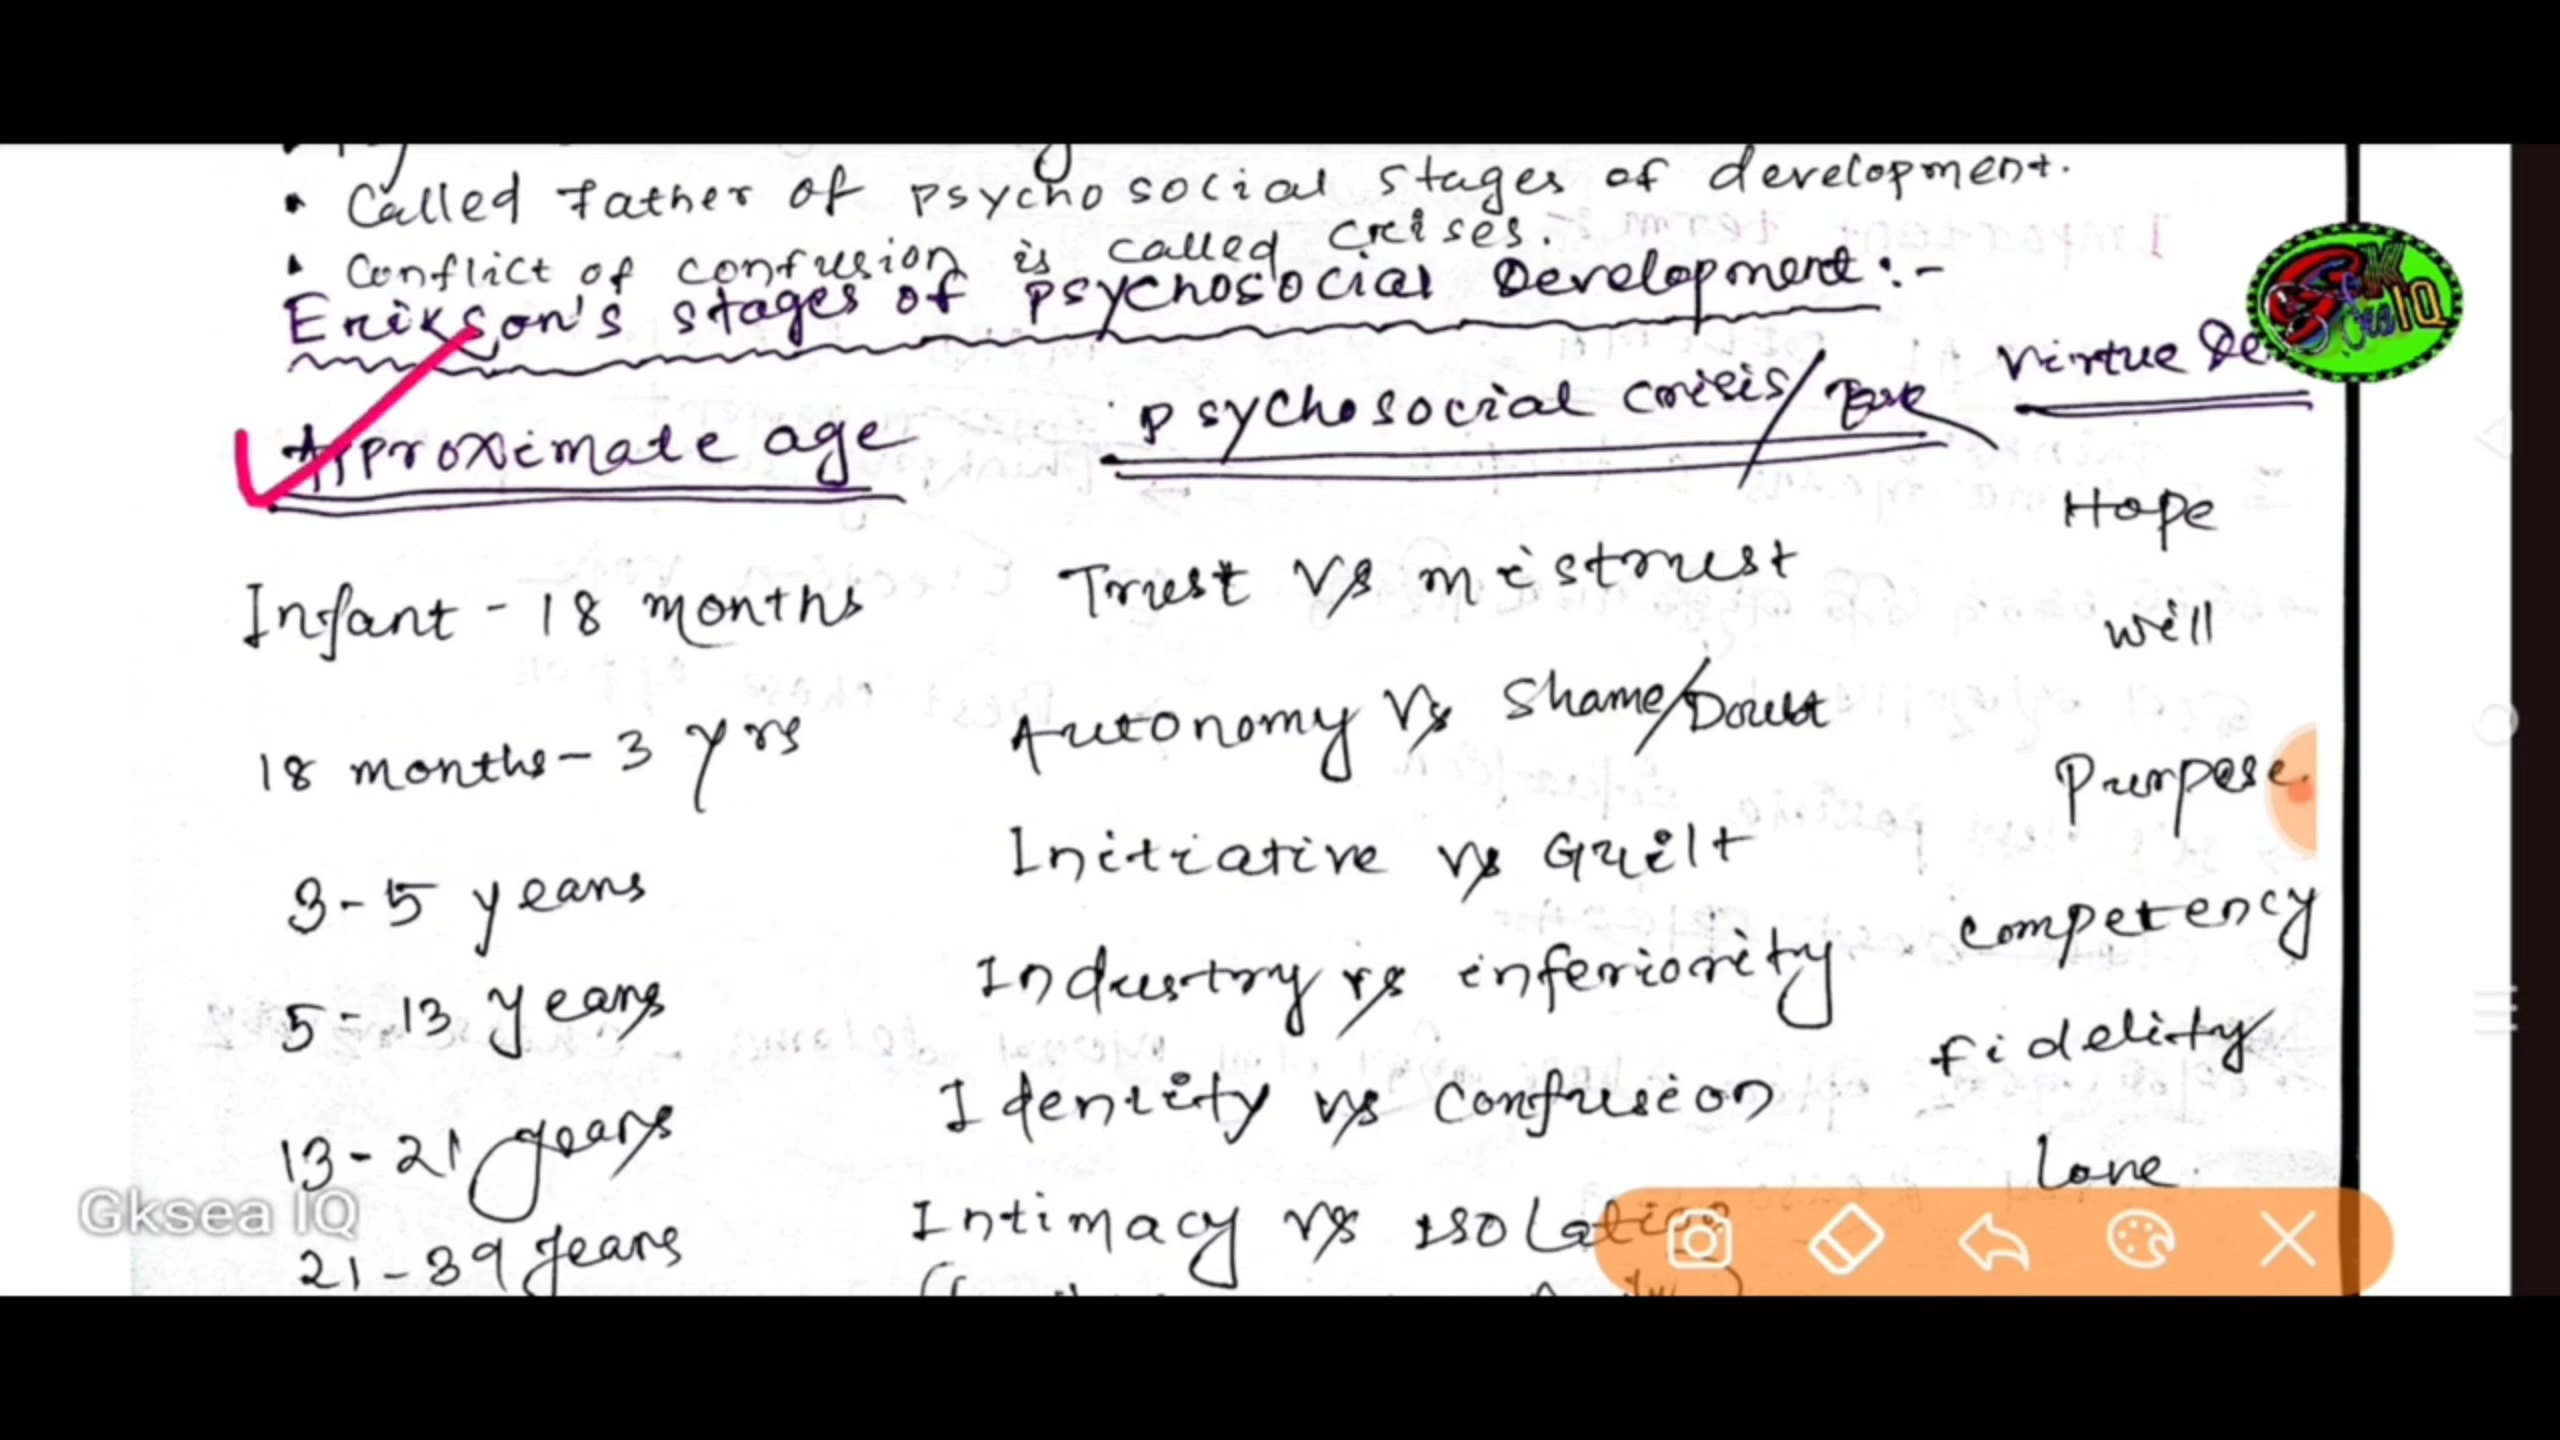 • Called Father of psychosocial stages of development.
• Conflict of confusion is called crises.
Erikson's stages of psychosocial Development:-
Approximate age psychosocial crisis/ Virtue
Infant - 18 months Trust vs mistrust Hope
18 months - 3 yrs Autonomy vs Shame/Doubt will
3-5 years Initiative vs Guilt Purpose
5-13 years Industry vs inferiority competency
13-21 years Identity vs confusion fidelity
21-39 years Intimacy vs isolation love
Gksea IQ